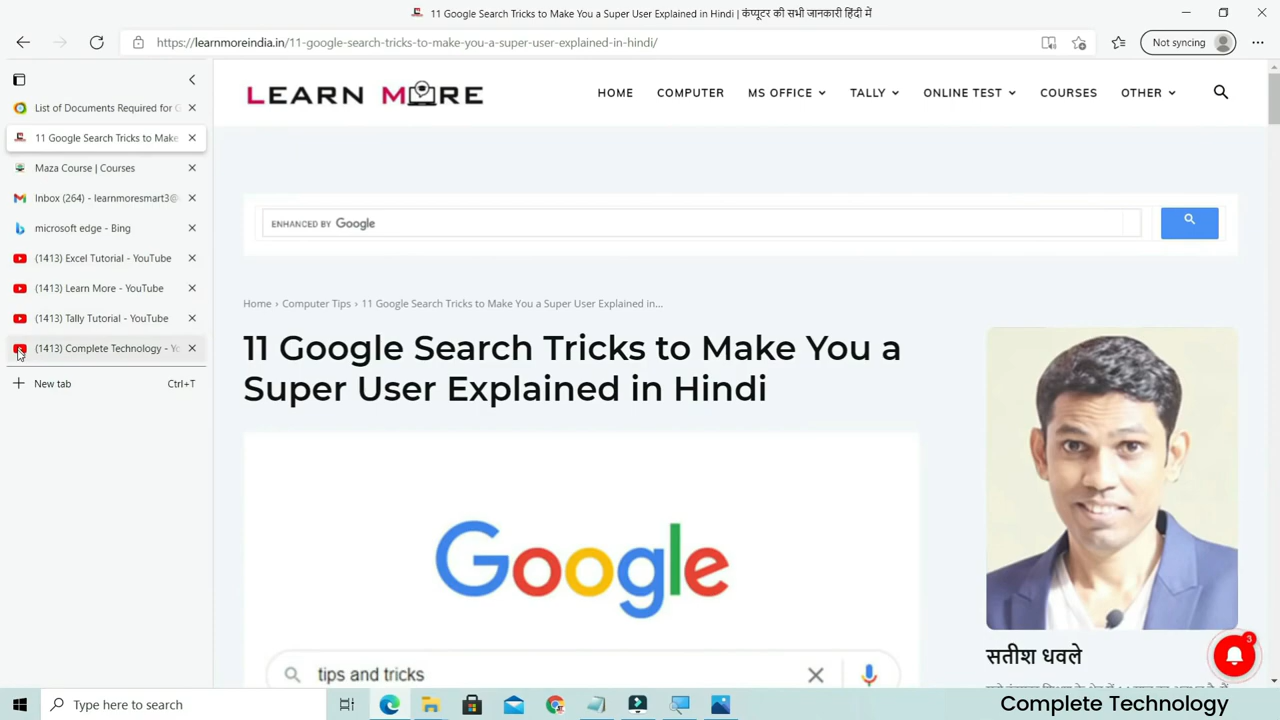 11 Google Search Tricks to Make You a Super User Explained in Hindi | कंप्यूटर की सभी जानकारी हिंदी में
https://learnmoreindia.in/11-google-search-tricks-to-make-you-a-super-user-explained-in-hindi/
Not syncing
List of Documents Required for
11 Google Search Tricks to Make
Maza Course | Courses
Inbox (264) - learnmoresmart3@
microsoft edge - Bing
(1413) Excel Tutorial - YouTube
(1413) Learn More - YouTube
(1413) Tally Tutorial - YouTube
(1413) Complete Technology -
New tab Ctrl+T
LEARN MORE
HOME COMPUTER MS OFFICE TALLY ONLINE TEST COURSES OTHER
ENHANCED BY Google
Home › Computer Tips › 11 Google Search Tricks to Make You a Super User Explained in...
11 Google Search Tricks to Make You a
Super User Explained in Hindi
Google
tips and tricks
सतीश धवले
3
Type here to search
Complete Technology